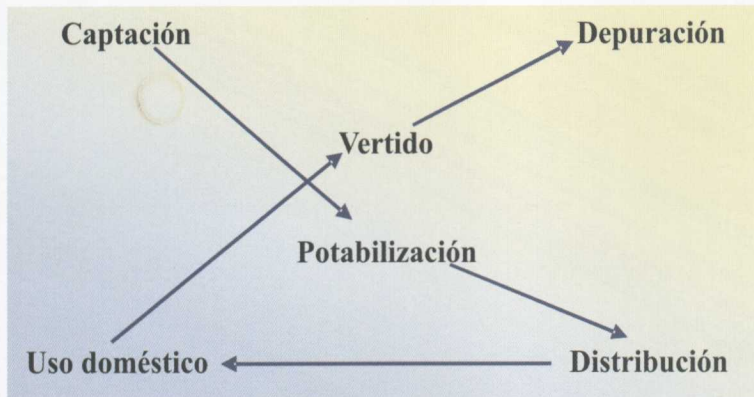 Captación
Depuración
Vertido
Potabilización
Uso doméstico
Distribución